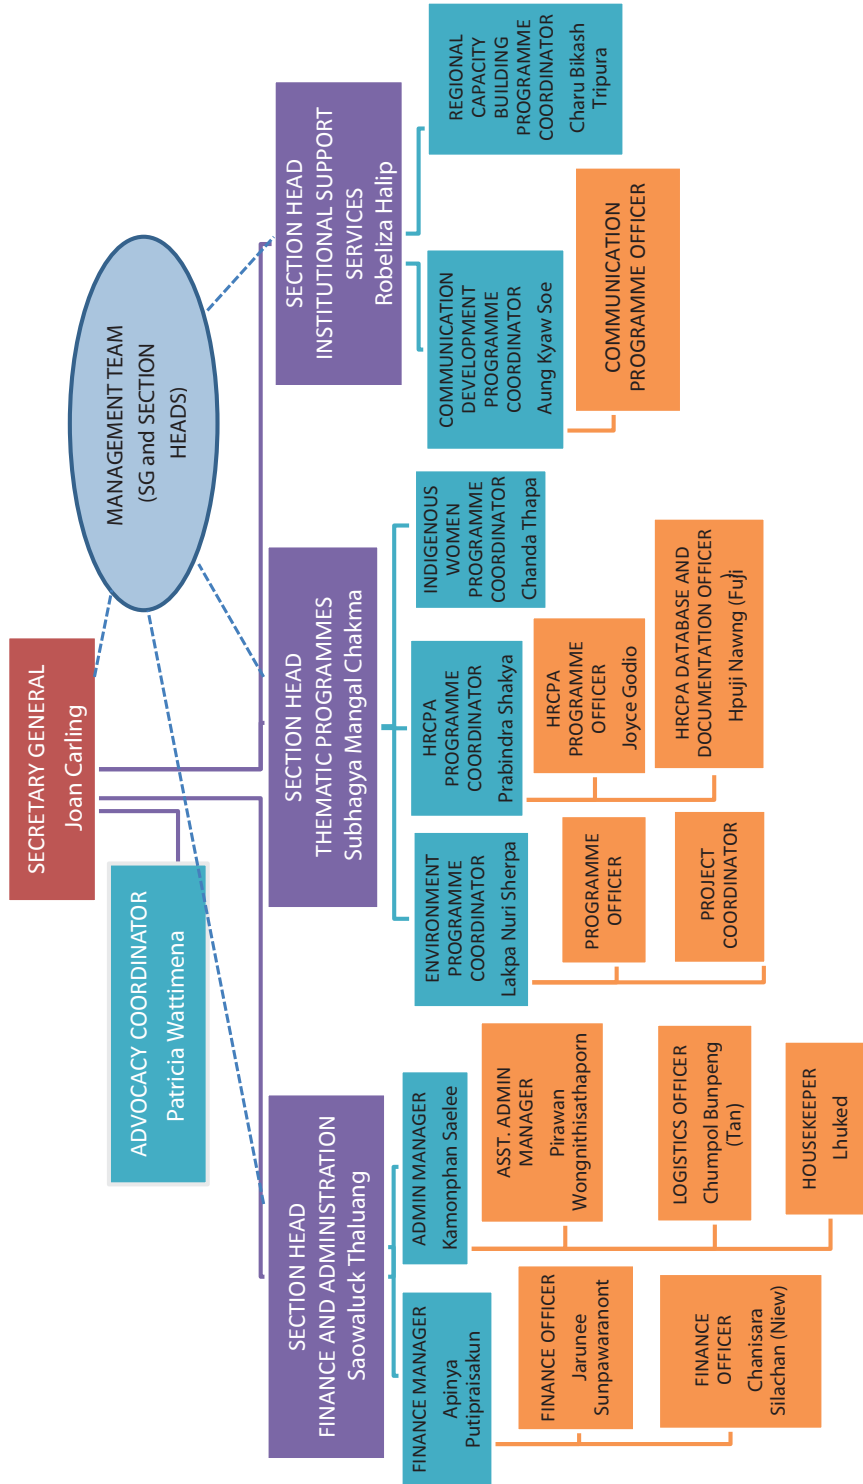 SECRETARY GENERAL
Joan Carling
MANAGEMENT TEAM
(SG and SECTION
HEADS)
ADVOCACY COORDINATOR
Patricia Wattimena
SECTION HEAD
FINANCE AND ADMINISTRATION
Saowaluck Thaluang
SECTION HEAD
THEMATIC PROGRAMMES
Subhagya Mangal Chakma
SECTION HEAD
INSTITUTIONAL SUPPORT
SERVICES
Robeliza Halip
FINANCE MANAGER
Apinya
Putipraisakun
ADMIN MANAGER
Kamonphan Saelee
ENVIRONMENT
PROGRAMME
COORDINATOR
Lakpa Nuri Sherpa
HRCPA
PROGRAMME
COORDINATOR
Prabindra Shakya
INDIGENOUS
WOMEN
PROGRAMME
COORDINATOR
Chanda Thapa
COMMUNICATION
DEVELOPMENT
PROGRAMME
COORDINATOR
Aung Kyaw Soe
REGIONAL
CAPACITY
BUILDING
PROGRAMME
COORDINATOR
Charu Bikash
Tripura
FINANCE OFFICER
Jarunee
Sunpawaranont
FINANCE
OFFICER
Chanisara
Silachan (Niew)
ASST. ADMIN
MANAGER
Pirawan
Wongnithisathaporn
LOGISTICS OFFICER
Chumpol Bunpeng
(Tan)
HOUSEKEEPER
Lhuked
PROGRAMME
OFFICER
PROJECT
COORDINATOR
HRCPA
PROGRAMME
OFFICER
Joyce Godio
HRCPA DATABASE AND
DOCUMENTATION OFFICER
Hpuji Nawng (Fuji)
COMMUNICATION
PROGRAMME OFFICER